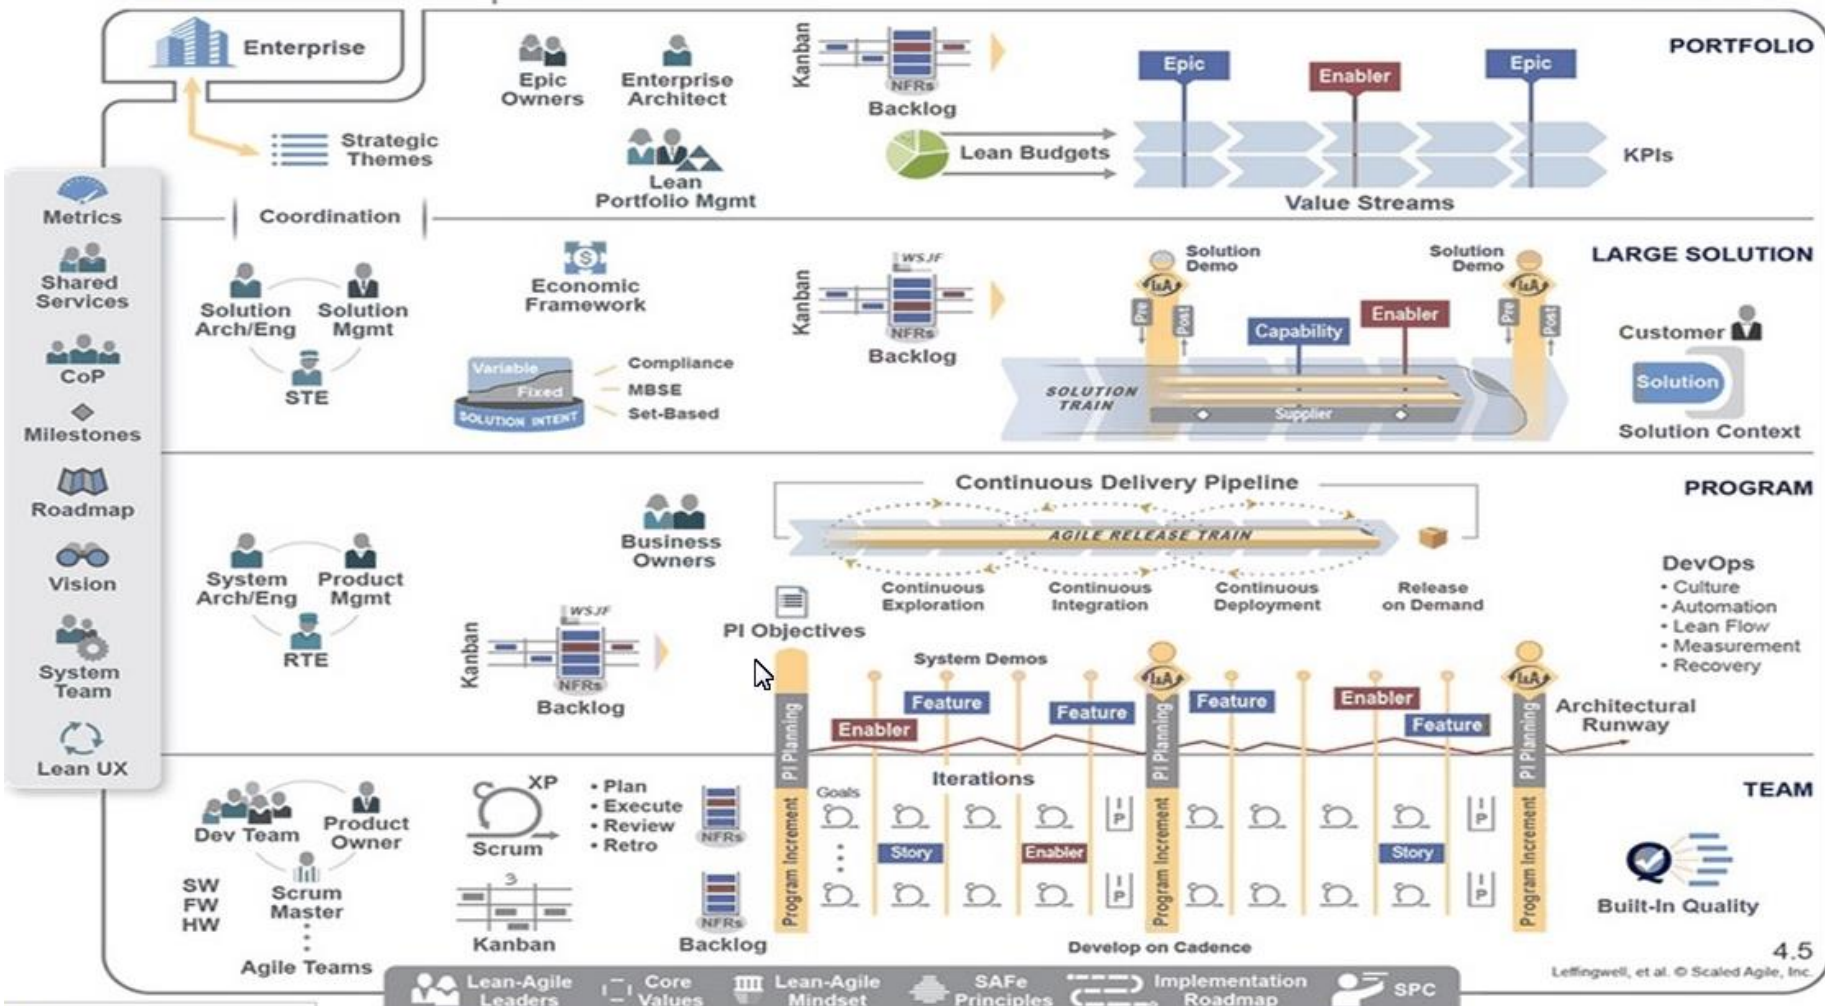 Enterprise
Epic
Owners
Enterprise
Architect
Kanban
NFRs
Backlog
Epic
Enabler
Epic
PORTFOLIO
Strategic
Themes
Lean
Portfolio Mgmt
Lean Budgets
KPIs
Value Streams
Metrics
Shared
Services
CoP
Milestones
Roadmap
Vision
System
Team
Lean UX
Coordination
Solution
Arch/Eng
Solution
Mgmt
STE
Economic
Framework
Variable
Fixed
SOLUTION INTENT
Compliance
MBSE
Set-Based
Kanban
WSJF
NFRs
Backlog
Solution
Demo
I&A
Pre
Post
Capability
Enabler
Solution
Demo
I&A
Pre
Post
SOLUTION
TRAIN
Supplier
LARGE SOLUTION
Customer
Solution
Solution Context
System
Arch/Eng
Product
Mgmt
RTE
Business
Owners
Continuous Delivery Pipeline
AGILE RELEASE TRAIN
Continuous
Exploration
Continuous
Integration
Continuous
Deployment
Release
on Demand
PROGRAM
DevOps
• Culture
• Automation
• Lean Flow
• Measurement
• Recovery
Kanban
WSJF
NFRs
Backlog
PI Objectives
System Demos
Enabler
Feature
Feature
I&A
Feature
Enabler
Feature
I&A
Architectural
Runway
PI Planning
PI Planning
PI Planning
Dev Team
Product
Owner
Scrum
Master
SW
FW
HW
Agile Teams
XP
Scrum
• Plan
• Execute
• Review
• Retro
3
Kanban
NFRs
NFRs
Backlog
Program Increment
Goals
Iterations
Story
Enabler
I
P
I
P
Program Increment
Story
I
P
I
P
Program Increment
Develop on Cadence
TEAM
Built-In Quality
4.5
Leffingwell, et al. © Scaled Agile, Inc.
Lean-Agile
Leaders
Core
Values
Lean-Agile
Mindset
SAFe
Principles
Implementation
Roadmap
SPC